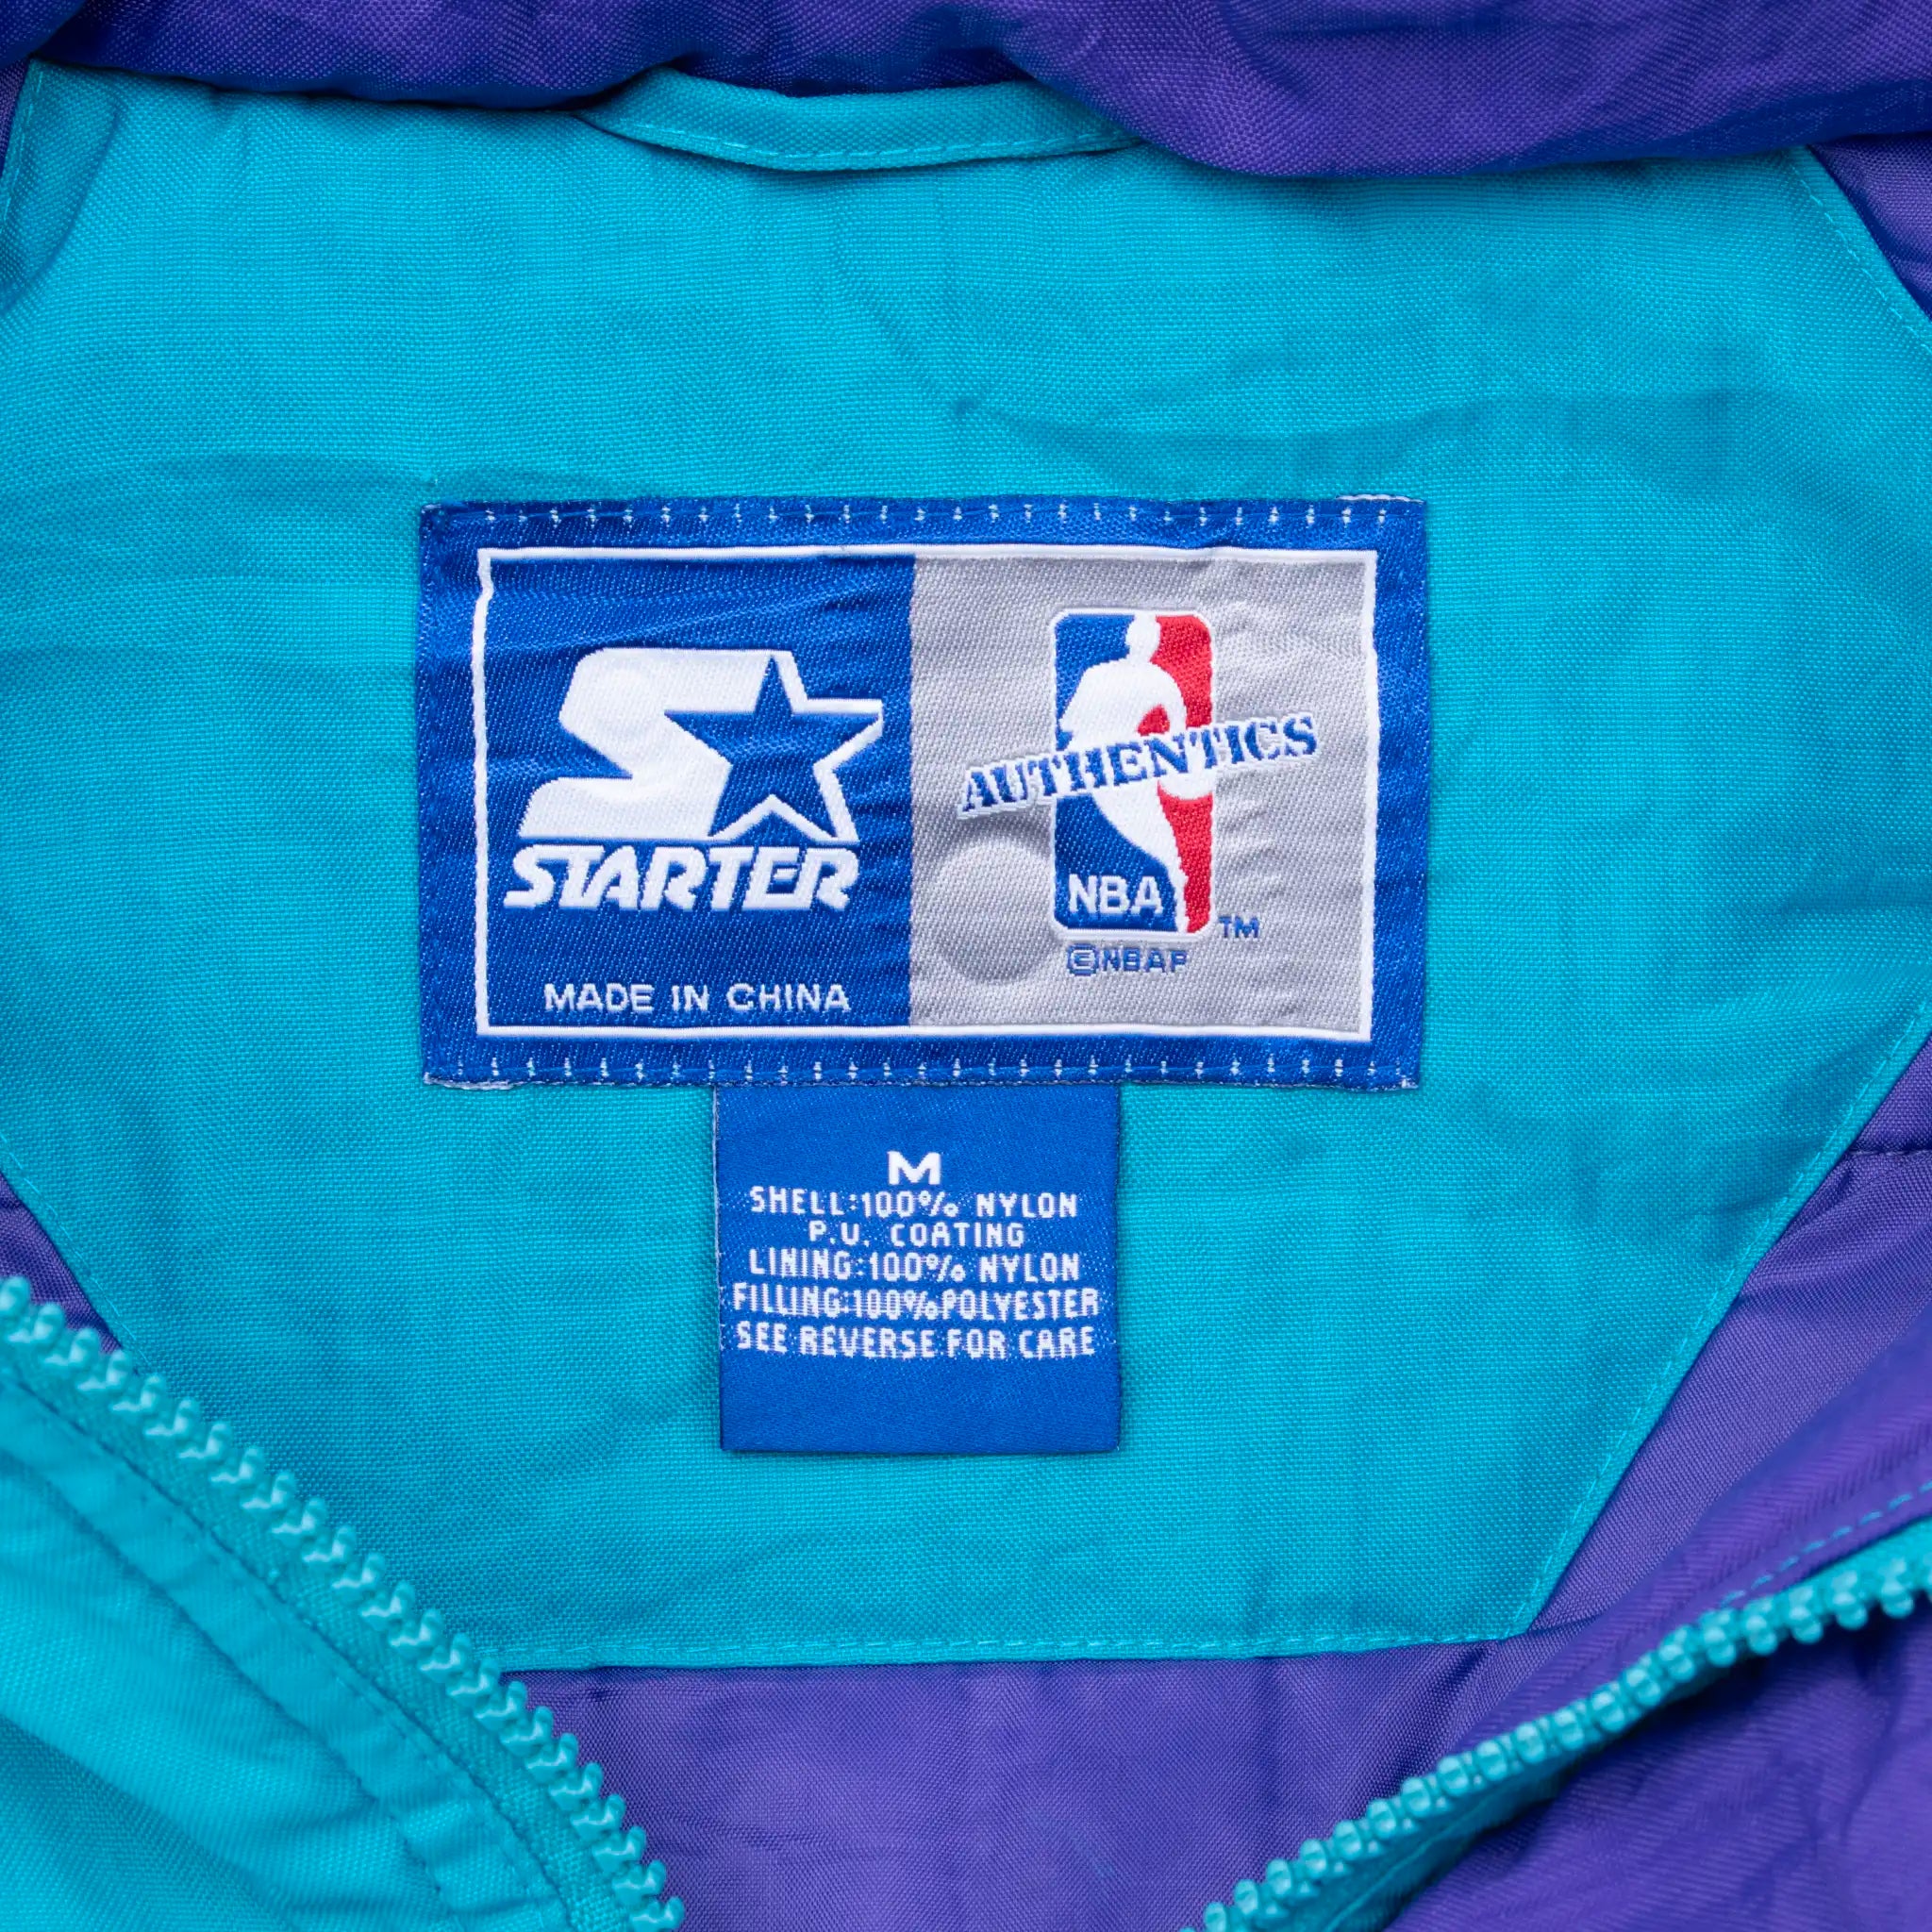 STARTER
MADE IN CHINA
AUTHENTICS
NBA
TM
©NBAP
M
SHELL:100% NYLON
P.U. COATING
LINING:100% NYLON
FILLING:100%POLYESTER
SEE REVERSE FOR CARE